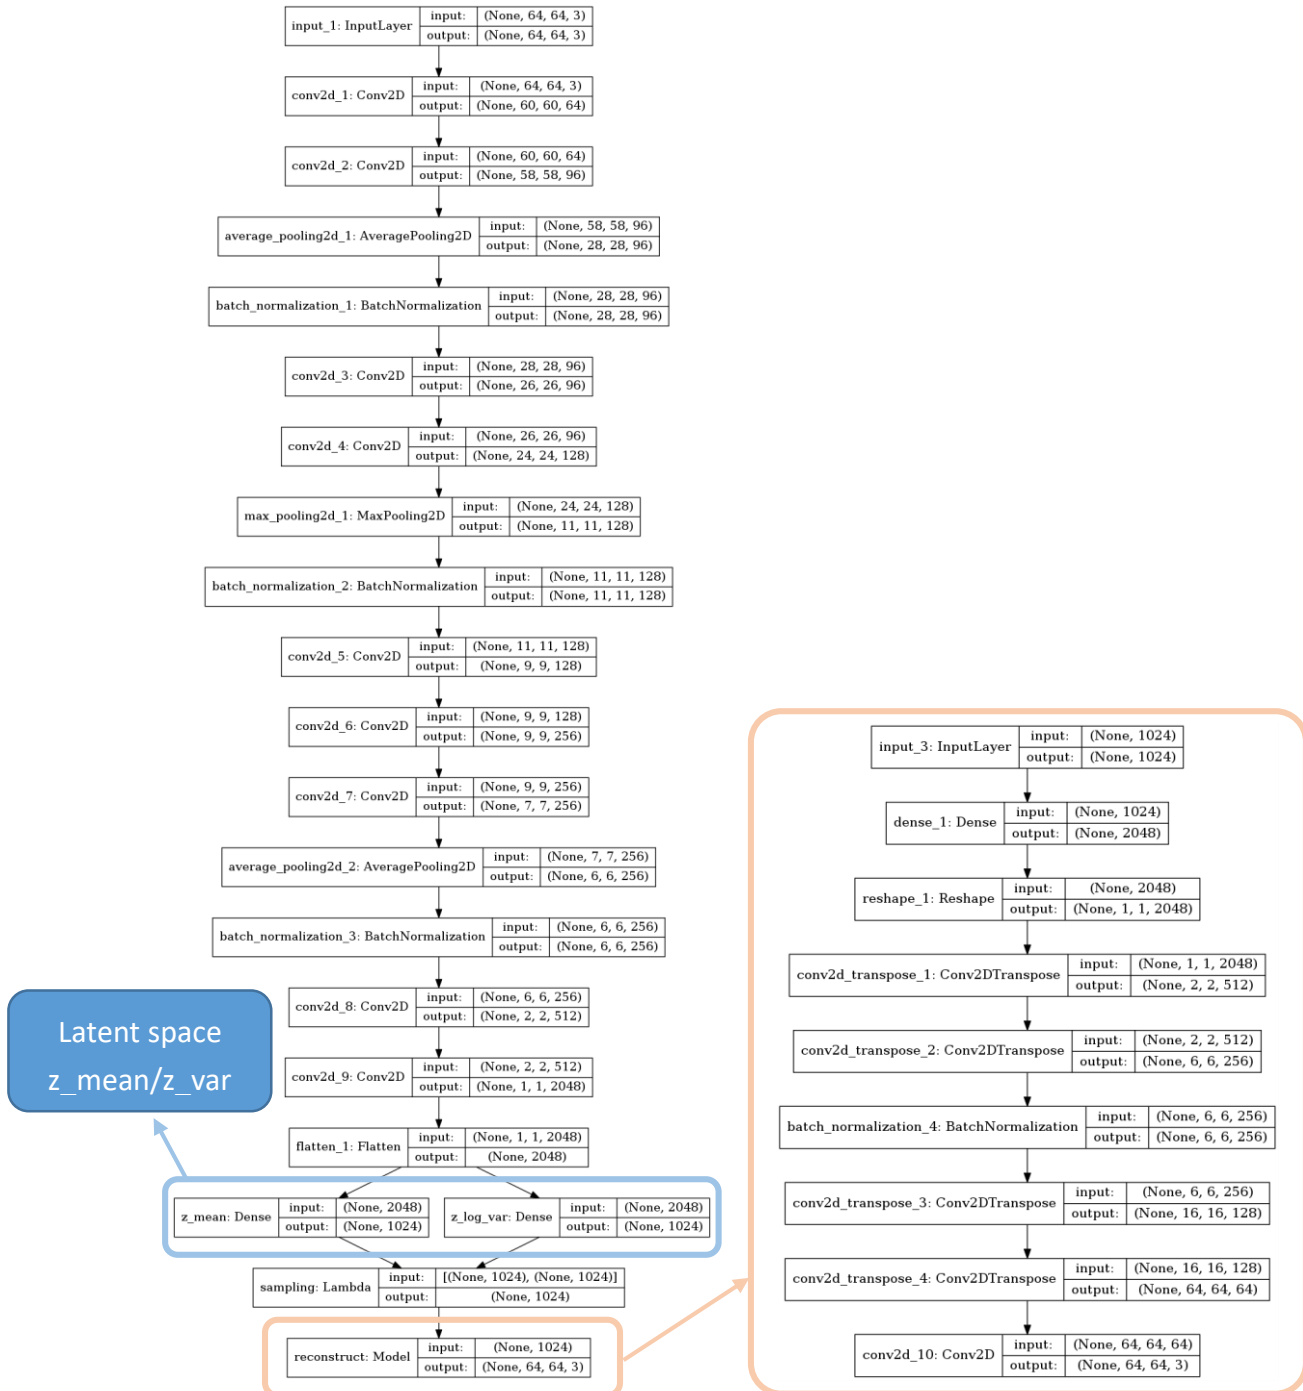 input_1: InputLayer input: (None, 64, 64, 3)
output: (None, 64, 64, 3)
conv2d_1: Conv2D input: (None, 64, 64, 3)
output: (None, 60, 60, 64)
conv2d_2: Conv2D input: (None, 60, 60, 64)
output: (None, 58, 58, 96)
average_pooling2d_1: AveragePooling2D input: (None, 58, 58, 96)
output: (None, 28, 28, 96)
batch_normalization_1: BatchNormalization input: (None, 28, 28, 96)
output: (None, 28, 28, 96)
conv2d_3: Conv2D input: (None, 28, 28, 96)
output: (None, 26, 26, 96)
conv2d_4: Conv2D input: (None, 26, 26, 96)
output: (None, 24, 24, 128)
max_pooling2d_1: MaxPooling2D input: (None, 24, 24, 128)
output: (None, 11, 11, 128)
batch_normalization_2: BatchNormalization input: (None, 11, 11, 128)
output: (None, 11, 11, 128)
conv2d_5: Conv2D input: (None, 11, 11, 128)
output: (None, 9, 9, 128)
conv2d_6: Conv2D input: (None, 9, 9, 128)
output: (None, 9, 9, 256)
conv2d_7: Conv2D input: (None, 9, 9, 256)
output: (None, 7, 7, 256)
average_pooling2d_2: AveragePooling2D input: (None, 7, 7, 256)
output: (None, 6, 6, 256)
batch_normalization_3: BatchNormalization input: (None, 6, 6, 256)
output: (None, 6, 6, 256)
conv2d_8: Conv2D input: (None, 6, 6, 256)
output: (None, 2, 2, 512)
conv2d_9: Conv2D input: (None, 2, 2, 512)
output: (None, 1, 1, 2048)
flatten_1: Flatten input: (None, 1, 1, 2048)
output: (None, 2048)
Latent space
z_mean/z_var
z_mean: Dense input: (None, 2048)
output: (None, 1024)
z_log_var: Dense input: (None, 2048)
output: (None, 1024)
sampling: Lambda input: [(None, 1024), (None, 1024)]
output: (None, 1024)
reconstruct: Model input: (None, 1024)
output: (None, 64, 64, 3)
input_3: InputLayer input: (None, 1024)
output: (None, 1024)
dense_1: Dense input: (None, 1024)
output: (None, 2048)
reshape_1: Reshape input: (None, 2048)
output: (None, 1, 1, 2048)
conv2d_transpose_1: Conv2DTranspose input: (None, 1, 1, 2048)
output: (None, 2, 2, 512)
conv2d_transpose_2: Conv2DTranspose input: (None, 2, 2, 512)
output: (None, 6, 6, 256)
batch_normalization_4: BatchNormalization input: (None, 6, 6, 256)
output: (None, 6, 6, 256)
conv2d_transpose_3: Conv2DTranspose input: (None, 6, 6, 256)
output: (None, 16, 16, 128)
conv2d_transpose_4: Conv2DTranspose input: (None, 16, 16, 128)
output: (None, 64, 64, 64)
conv2d_10: Conv2D input: (None, 64, 64, 64)
output: (None, 64, 64, 3)